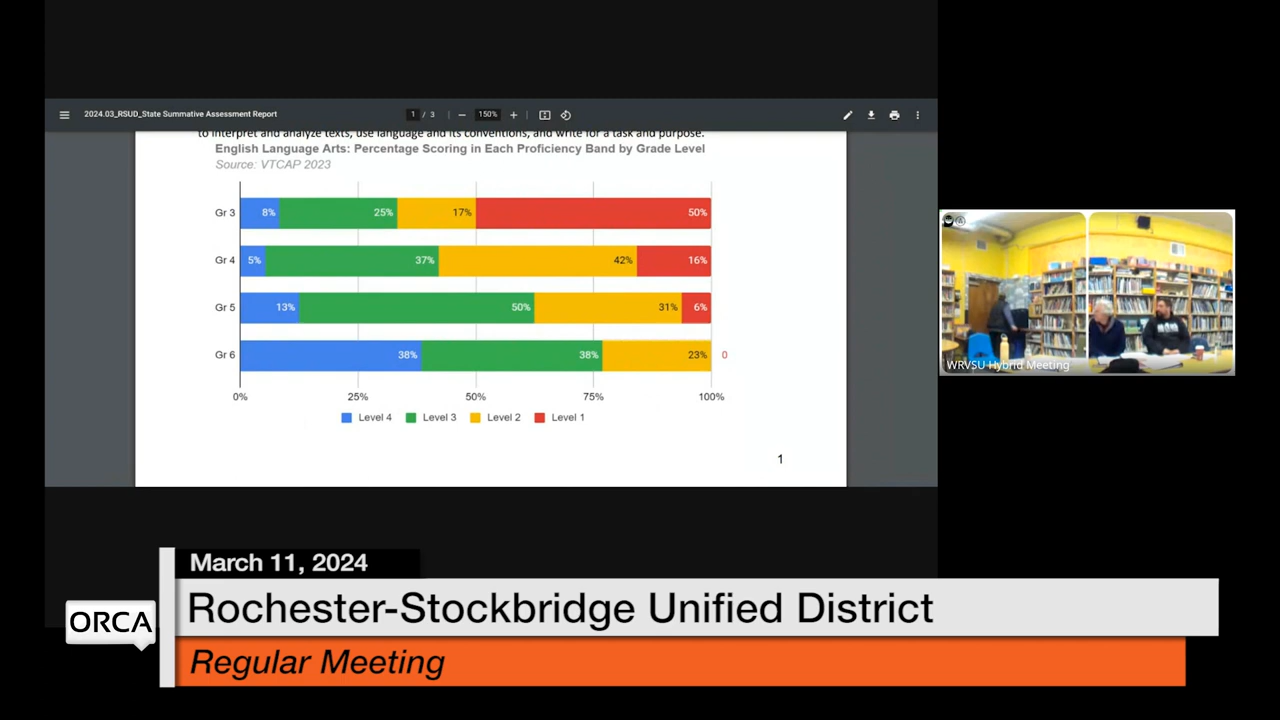 2024.03_RSUD_State Summative Assessment Report
1 / 3
150%
to interpret and analyze texts, use language and its conventions, and write for a task and purpose.
English Language Arts: Percentage Scoring in Each Proficiency Band by Grade Level
Source: VTCAP 2023
Gr 3 8% 25% 17% 50%
Gr 4 5% 37% 42% 16%
Gr 5 13% 50% 31% 6%
Gr 6 38% 38% 23% 0
0% 25% 50% 75% 100%
Level 4 Level 3 Level 2 Level 1
1
WRVSU Hybrid Meeting
March 11, 2024
ORCA
Rochester-Stockbridge Unified District
Regular Meeting